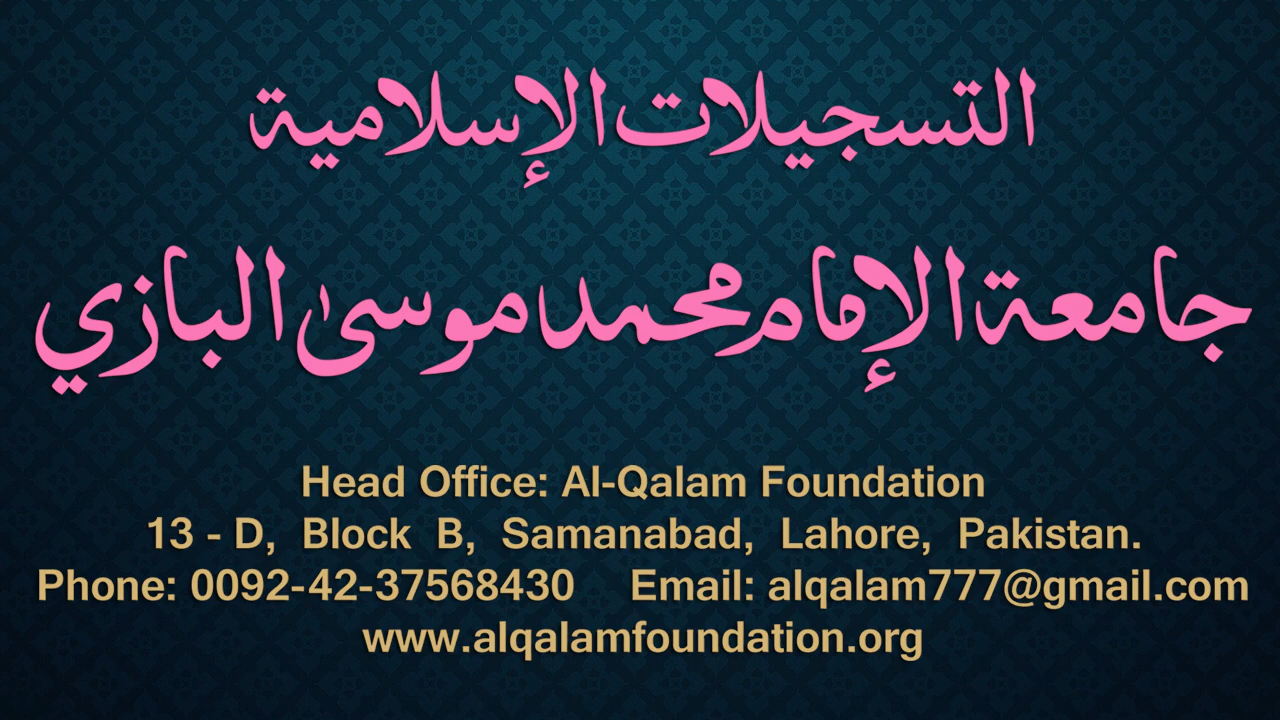 التسجيلات الإسلامية
جامعة الإمام محمد موسىٰ البازي
Head Office: Al-Qalam Foundation
13 - D, Block B, Samanabad, Lahore, Pakistan.
Phone: 0092-42-37568430 Email: alqalam777@gmail.com
www.alqalamfoundation.org